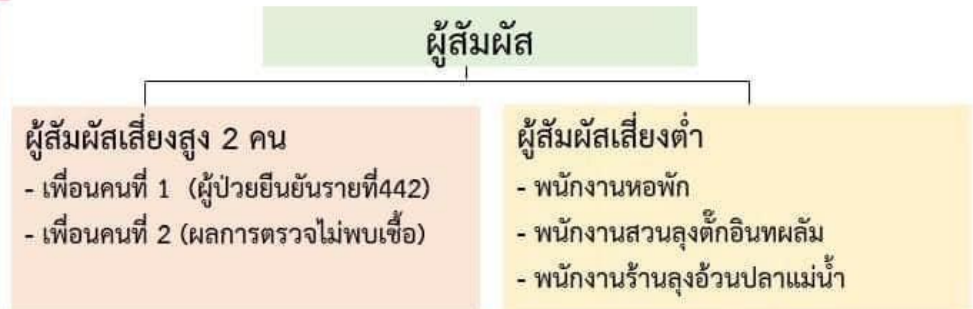 ผู้สัมผัส
ผู้สัมผัสเสี่ยงสูง 2 คน
- เพื่อนคนที่ 1 (ผู้ป่วยยืนยันรายที่442)
- เพื่อนคนที่ 2 (ผลการตรวจไม่พบเชื้อ)
ผู้สัมผัสเสี่ยงต่ำ
- พนักงานหอพัก
- พนักงานสวนลุงตั๊กอินทผลัม
- พนักงานร้านลุงอ้วนปลาแม่น้ำ